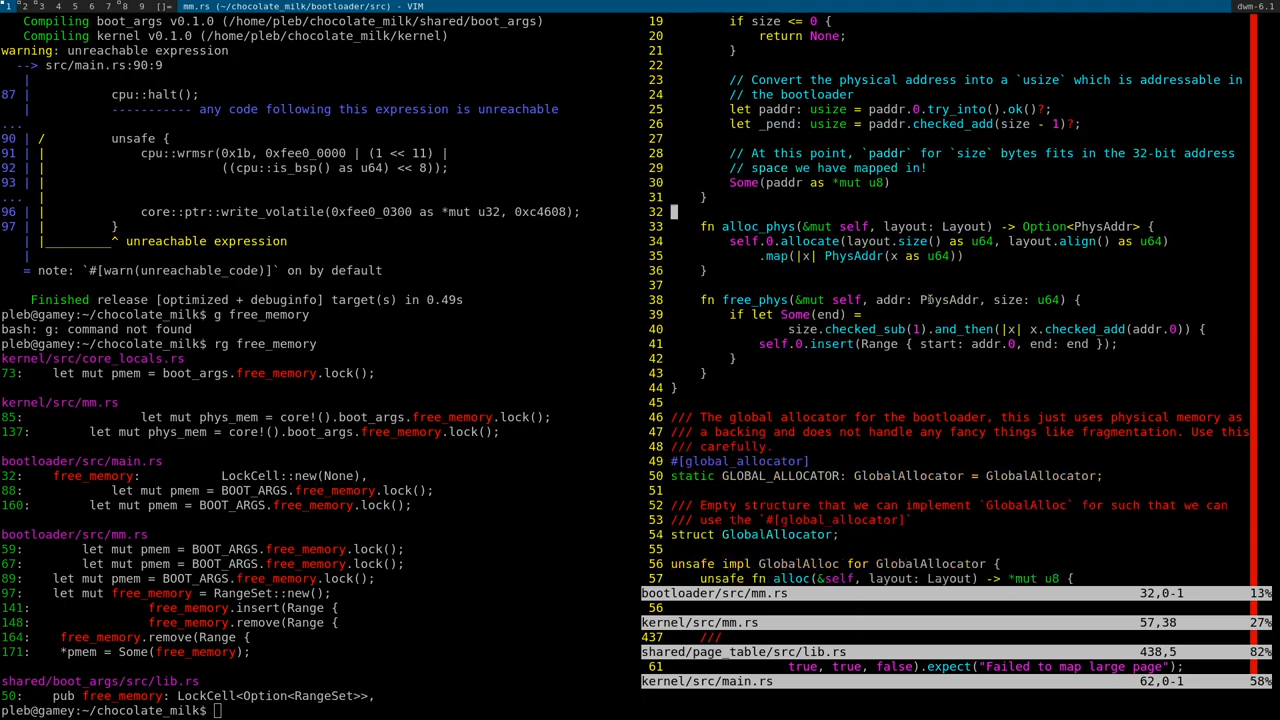 1 2 3 4 5 6 7 8 9 []= mm.rs (~/chocolate_milk/bootloader/src) - VIM dwm-6.1
   Compiling boot_args v0.1.0 (/home/pleb/chocolate_milk/shared/boot_args)
   Compiling kernel v0.1.0 (/home/pleb/chocolate_milk/kernel)
warning: unreachable expression
  --> src/main.rs:90:9
   |
87 |           cpu::halt();
   |           ----------- any code following this expression is unreachable
...
90 | /         unsafe {
91 | |             cpu::wrmsr(0x1b, 0xfee0_0000 | (1 << 11) |
92 | |                        ((cpu::is_bsp() as u64) << 8));
93 | |
... |
96 | |             core::ptr::write_volatile(0xfee0_0300 as *mut u32, 0xc4608);
97 | |         }
   | |_________^ unreachable expression
   |
   = note: `#[warn(unreachable_code)]` on by default

    Finished release [optimized + debuginfo] target(s) in 0.49s
pleb@gamey:~/chocolate_milk$ g free_memory
bash: g: command not found
pleb@gamey:~/chocolate_milk$ rg free_memory
kernel/src/core_locals.rs
73:    let mut pmem = boot_args.free_memory.lock();

kernel/src/mm.rs
85:                let mut phys_mem = core!().boot_args.free_memory.lock();
137:        let mut phys_mem = core!().boot_args.free_memory.lock();

bootloader/src/main.rs
32:    free_memory:         LockCell::new(None),
88:            let mut pmem = BOOT_ARGS.free_memory.lock();
160:        let mut pmem = BOOT_ARGS.free_memory.lock();

bootloader/src/mm.rs
59:        let mut pmem = BOOT_ARGS.free_memory.lock();
67:        let mut pmem = BOOT_ARGS.free_memory.lock();
89:    let mut pmem = BOOT_ARGS.free_memory.lock();
97:    let mut free_memory = RangeSet::new();
141:                free_memory.insert(Range {
148:                free_memory.remove(Range {
164:    free_memory.remove(Range {
171:    *pmem = Some(free_memory);

shared/boot_args/src/lib.rs
50:    pub free_memory: LockCell<Option<RangeSet>>,
pleb@gamey:~/chocolate_milk$
19         if size <= 0 {
20             return None;
21         }
22
23         // Convert the physical address into a `usize` which is addressable in
24         // the bootloader
25         let paddr: usize = paddr.0.try_into().ok()?;
26         let _pend: usize = paddr.checked_add(size - 1)?;
27
28         // At this point, `paddr` for `size` bytes fits in the 32-bit address
29         // space we have mapped in!
30         Some(paddr as *mut u8)
31     }
32
33     fn alloc_phys(&mut self, layout: Layout) -> Option<PhysAddr> {
34         self.0.allocate(layout.size() as u64, layout.align() as u64)
35             .map(|x| PhysAddr(x as u64))
36     }
37
38     fn free_phys(&mut self, addr: PhysAddr, size: u64) {
39         if let Some(end) =
40                 size.checked_sub(1).and_then(|x| x.checked_add(addr.0)) {
41             self.0.insert(Range { start: addr.0, end: end });
42         }
43     }
44 }
45
46 /// The global allocator for the bootloader, this just uses physical memory as
47 /// a backing and does not handle any fancy things like fragmentation. Use this
48 /// carefully.
49 #[global_allocator]
50 static GLOBAL_ALLOCATOR: GlobalAllocator = GlobalAllocator;
51
52 /// Empty structure that we can implement `GlobalAlloc` for such that we can
53 /// use the `#[global_allocator]`
54 struct GlobalAllocator;
55
56 unsafe impl GlobalAlloc for GlobalAllocator {
57     unsafe fn alloc(&self, layout: Layout) -> *mut u8 {
bootloader/src/mm.rs 32,0-1 13%
56
kernel/src/mm.rs 57,38 27%
437     ///
shared/page_table/src/lib.rs 438,5 82%
61                 true, true, false).expect("Failed to map large page");
kernel/src/main.rs 62,0-1 58%